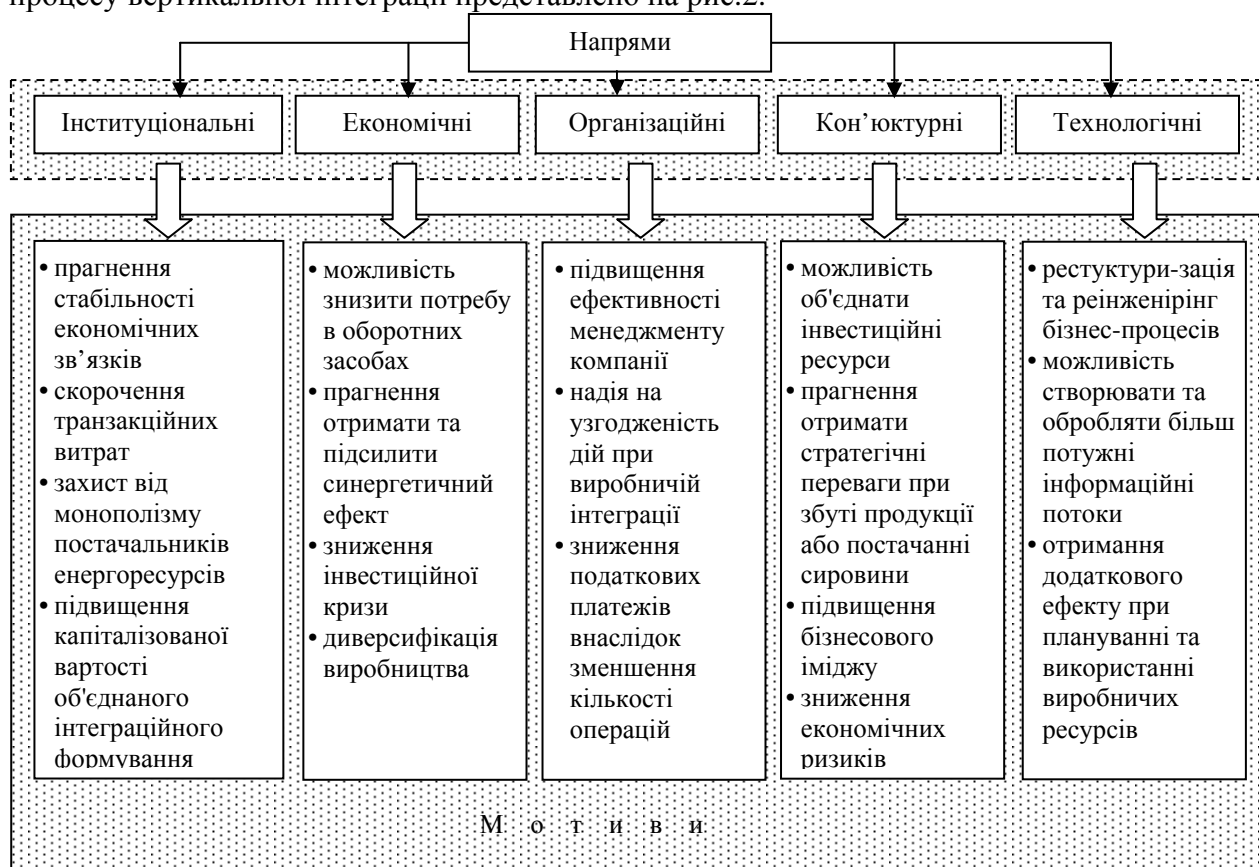 процесу вертикальної інтеграції представлено на рис.2.
Напрями
Інституціональні
Економічні
Організаційні
Кон’юктурні
Технологічні
• прагнення
стабільності
економічних
зв’язків
• скорочення
транзакційних
витрат
• захист від
монополізму
постачальників
енергоресурсів
• підвищення
капіталізованої
вартості
об'єднаного
інтеграційного
формування
• можливість
знизити потребу
в оборотних
засобах
• прагнення
отримати та
підсилити
синергетичний
ефект
• зниження
інвестиційної
кризи
• диверсифікація
виробництва
• підвищення
ефективності
менеджменту
компанії
• надія на
узгодженість
дій при
виробничій
інтеграції
• зниження
податкових
платежів
внаслідок
зменшення
кількості
операцій
• можливість
об'єднати
інвестиційні
ресурси
• прагнення
отримати
стратегічні
переваги при
збуті продукції
або постачанні
сировини
• підвищення
бізнесового
іміджу
• зниження
економічних
ризиків
• рестуктури-зація
та реінженірінг
бізнес-процесів
• можливість
створювати та
обробляти більш
потужні
інформаційні
потоки
• отримання
додаткового
ефекту при
плануванні та
використанні
виробничих
ресурсів
М о т и в и